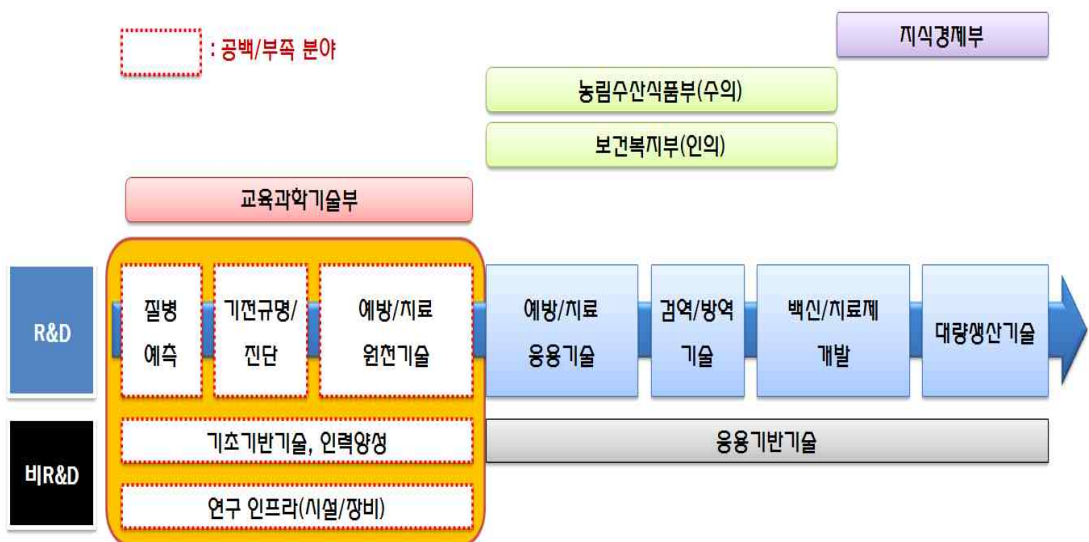 : 공백/부족 분야
지식경제부
농림수산식품부(수의)
보건복지부(인의)
교육과학기술부
R&D
질병
예측
기전규명/
진단
예방/치료
원천기술
예방/치료
응용기술
검역/방역
기술
백신/치료제
개발
대량생산기술
비R&D
기초기반기술, 인력양성
응용기반기술
연구 인프라(시설/장비)